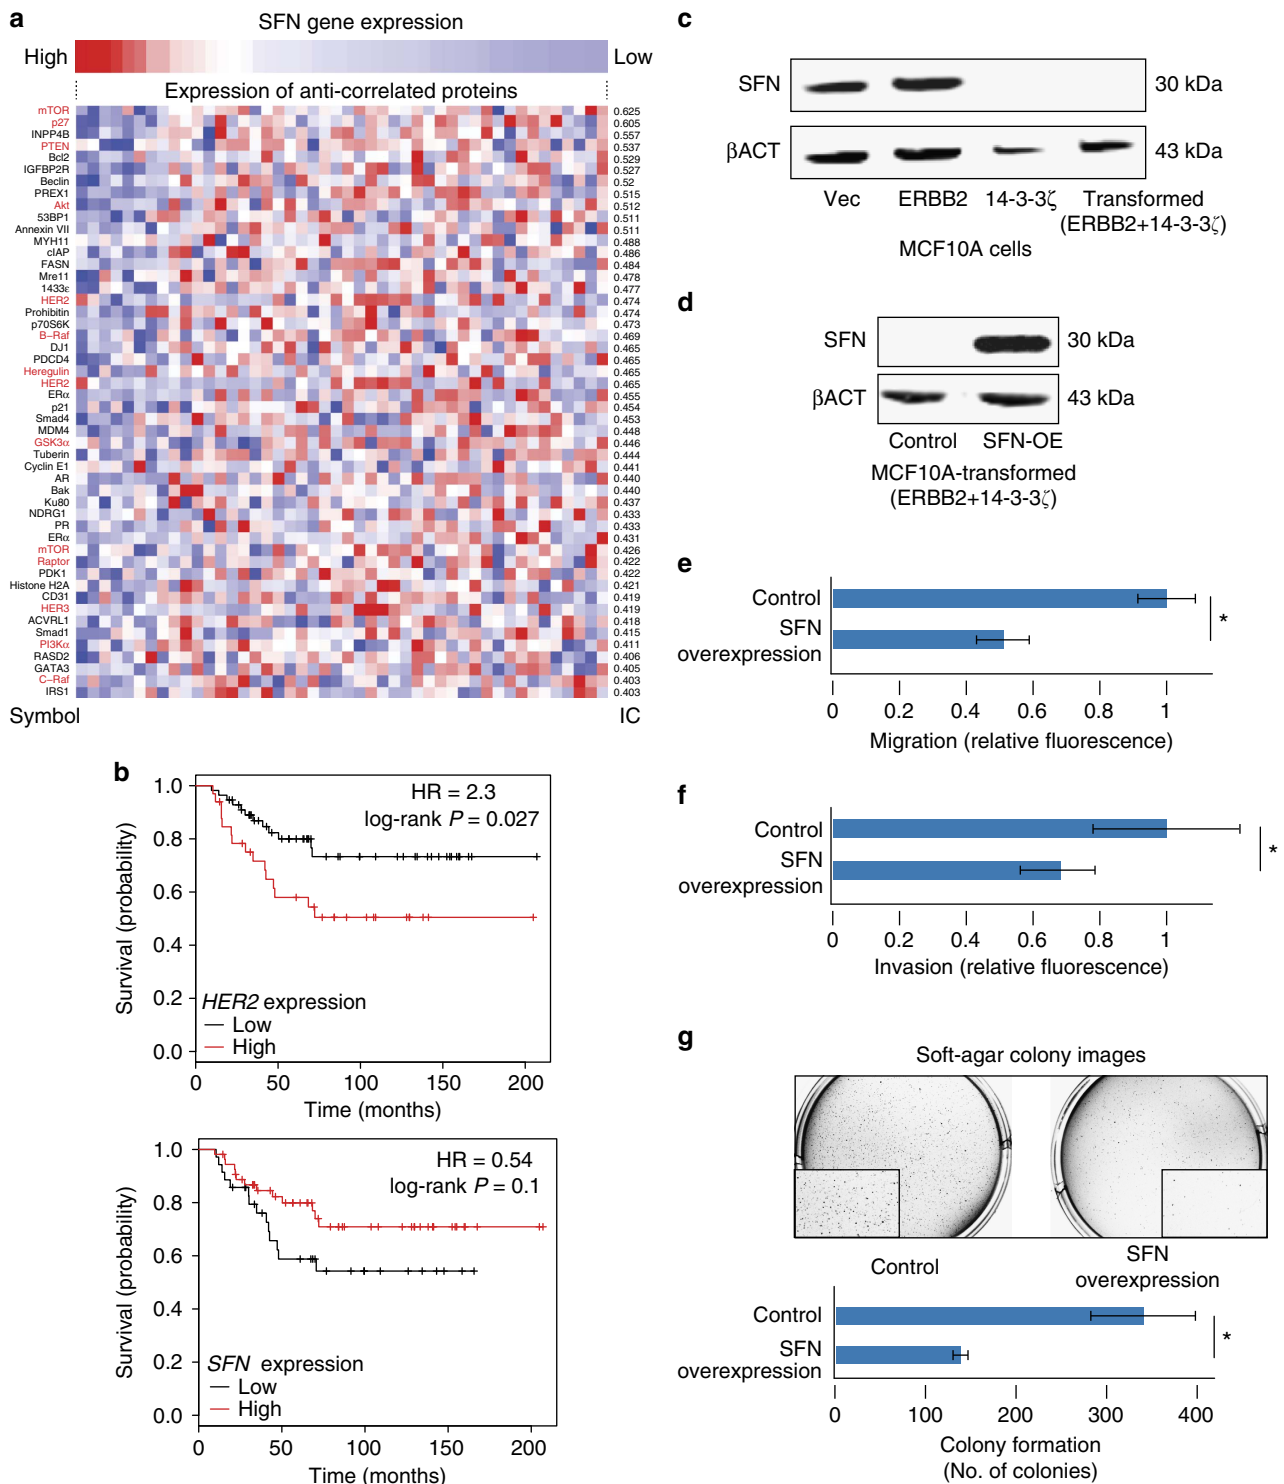 a
SFN gene expression
High
Low
Expression of anti-correlated proteins
mTOR 0.625
p27 0.605
INPP4B 0.557
PTEN 0.537
Bcl2 0.529
IGFBP2R 0.527
Beclin 0.52
PREX1 0.515
Akt 0.512
53BP1 0.511
Annexin VII 0.511
MYH11 0.488
cIAP 0.486
FASN 0.484
Mre11 0.478
1433ε 0.477
HER2 0.474
Prohibitin 0.474
p70S6K 0.473
B-Raf 0.469
DJ1 0.465
PDCD4 0.465
Heregulin 0.465
HER2 0.465
ERα 0.455
p21 0.454
Smad4 0.453
MDM4 0.448
GSK3α 0.446
Tuberin 0.444
Cyclin E1 0.441
AR 0.440
Bak 0.440
Ku80 0.437
NDRG1 0.433
PR 0.433
ERα 0.431
mTOR 0.426
Raptor 0.422
PDK1 0.422
Histone H2A 0.421
CD31 0.419
HER3 0.419
ACVRL1 0.418
Smad1 0.415
PI3Kα 0.411
RASD2 0.406
GATA3 0.405
C-Raf 0.403
IRS1 0.403
Symbol IC
b
HR = 2.3
log-rank P = 0.027
Survival (probability)
1.0
0.8
0.6
0.4
0.2
0.0
HER2 expression
Low
High
0 50 100 150 200
Time (months)
HR = 0.54
log-rank P = 0.1
Survival (probability)
1.0
0.8
0.6
0.4
0.2
0.0
SFN expression
Low
High
0 50 100 150 200
Time (months)
c
SFN 30 kDa
βACT 43 kDa
Vec ERBB2 14-3-3ζ Transformed
(ERBB2+14-3-3ζ)
MCF10A cells
d
SFN 30 kDa
βACT 43 kDa
Control SFN-OE
MCF10A-transformed
(ERBB2+14-3-3ζ)
e
Control
SFN
overexpression
*
0 0.2 0.4 0.6 0.8 1
Migration (relative fluorescence)
f
Control
SFN
overexpression
*
0 0.2 0.4 0.6 0.8 1
Invasion (relative fluorescence)
g
Soft-agar colony images
Control
SFN
overexpression
Control
SFN
overexpression
*
0 100 200 300 400
Colony formation
(No. of colonies)